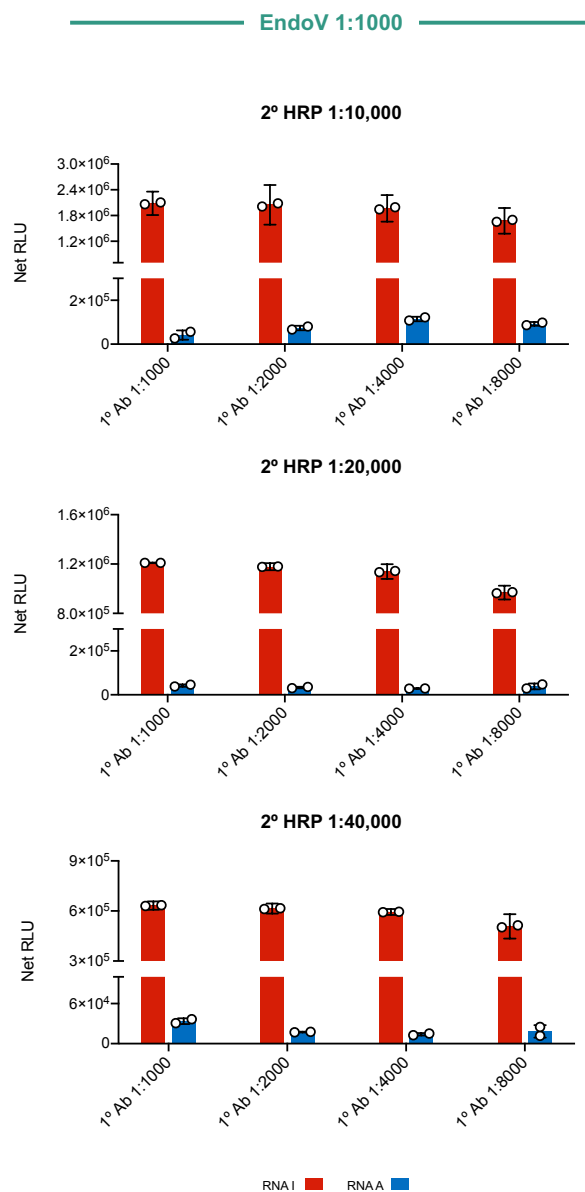 EndoV 1:1000
2º HRP 1:10,000
Net RLU
3.0×10⁶
2.4×10⁶
1.8×10⁶
1.2×10⁶
2×10⁵
0
1º Ab 1:1000
1º Ab 1:2000
1º Ab 1:4000
1º Ab 1:8000
2º HRP 1:20,000
Net RLU
1.6×10⁶
1.2×10⁶
8.0×10⁵
2×10⁵
0
1º Ab 1:1000
1º Ab 1:2000
1º Ab 1:4000
1º Ab 1:8000
2º HRP 1:40,000
Net RLU
9×10⁵
6×10⁵
3×10⁵
6×10⁴
0
1º Ab 1:1000
1º Ab 1:2000
1º Ab 1:4000
1º Ab 1:8000
RNA I RNA A